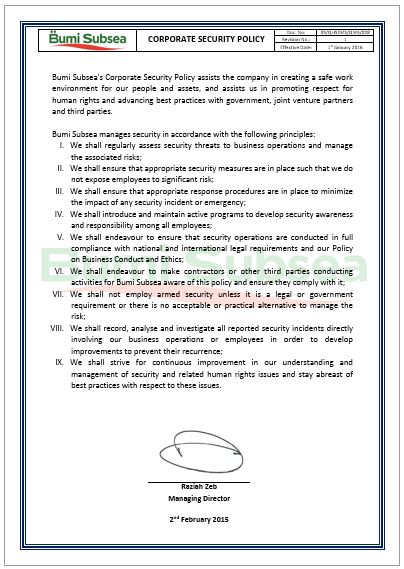 Bumi Subsea
CORPORATE SECURITY POLICY
Doc. No:
Revision No.: 1
Effective Date: 1st January 2016
Bumi Subsea's Corporate Security Policy assists the company in creating a safe work
environment for our people and assets, and assists us in promoting respect for
human rights and advancing best practices with government, joint venture partners
and third parties.
Bumi Subsea manages security in accordance with the following principles:
I. We shall regularly assess security threats to business operations and manage
the associated risks;
II. We shall ensure that appropriate security measures are in place such that we do
not expose employees to significant risk;
III. We shall ensure that appropriate response procedures are in place to minimize
the impact of any security incident or emergency;
IV. We shall introduce and maintain active programs to develop security awareness
and responsibility among all employees;
V. We shall endeavour to ensure that security operations are conducted in full
compliance with national and international legal requirements and our Policy
on Business Conduct and Ethics;
VI. We shall endeavour to make contractors or other third parties conducting
activities for Bumi Subsea aware of this policy and ensure they comply with it;
VII. We shall not employ armed security unless it is a legal or government
requirement or there is no acceptable or practical alternative to manage the
risk;
VIII. We shall record, analyse and investigate all reported security incidents directly
involving our business operations or employees in order to develop
improvements to prevent their recurrence;
IX. We shall strive for continuous improvement in our understanding and
management of security and related human rights issues and stay abreast of
best practices with respect to these issues.
Bumi Subsea
Raziah Zeb
Managing Director
2nd February 2015